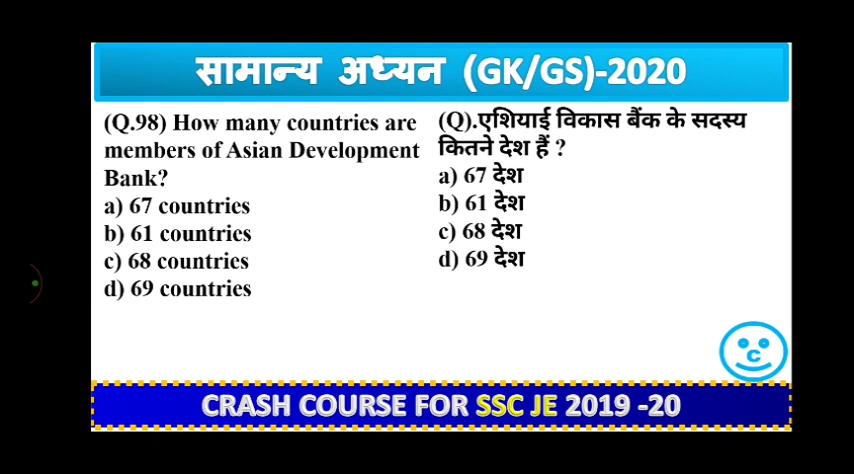 सामान्य अध्यन (GK/GS)-2020
(Q.98) How many countries are
members of Asian Development
Bank?
a) 67 countries
b) 61 countries
c) 68 countries
d) 69 countries
(Q).एशियाई विकास बैंक के सदस्य
कितने देश हैं ?
a) 67 देश
b) 61 देश
c) 68 देश
d) 69 देश
C
CRASH COURSE FOR SSC JE 2019 -20